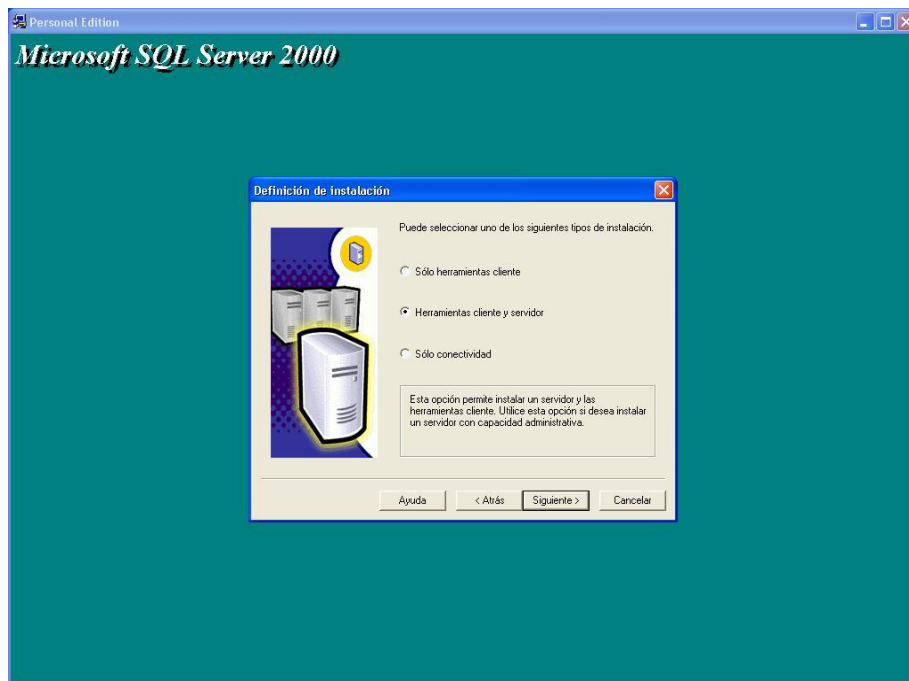 Personal Edition
Microsoft SQL Server 2000
Definición de instalación
Puede seleccionar uno de los siguientes tipos de instalación.
Sólo herramientas cliente
Herramientas cliente y servidor
Sólo conectividad
Esta opción permite instalar un servidor y las
herramientas cliente. Utilice esta opción si desea instalar
un servidor con capacidad administrativa.
Ayuda
< Atrás
Siguiente >
Cancelar